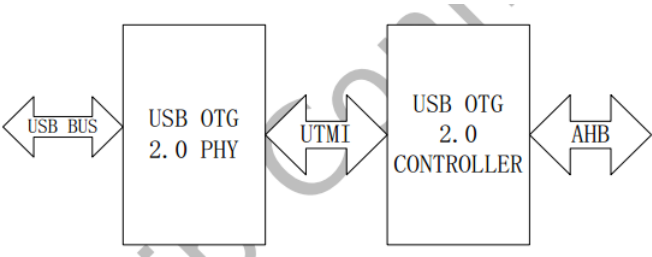 USB BUS
USB OTG
2.0 PHY
UTMI
USB OTG
2.0
CONTROLLER
AHB